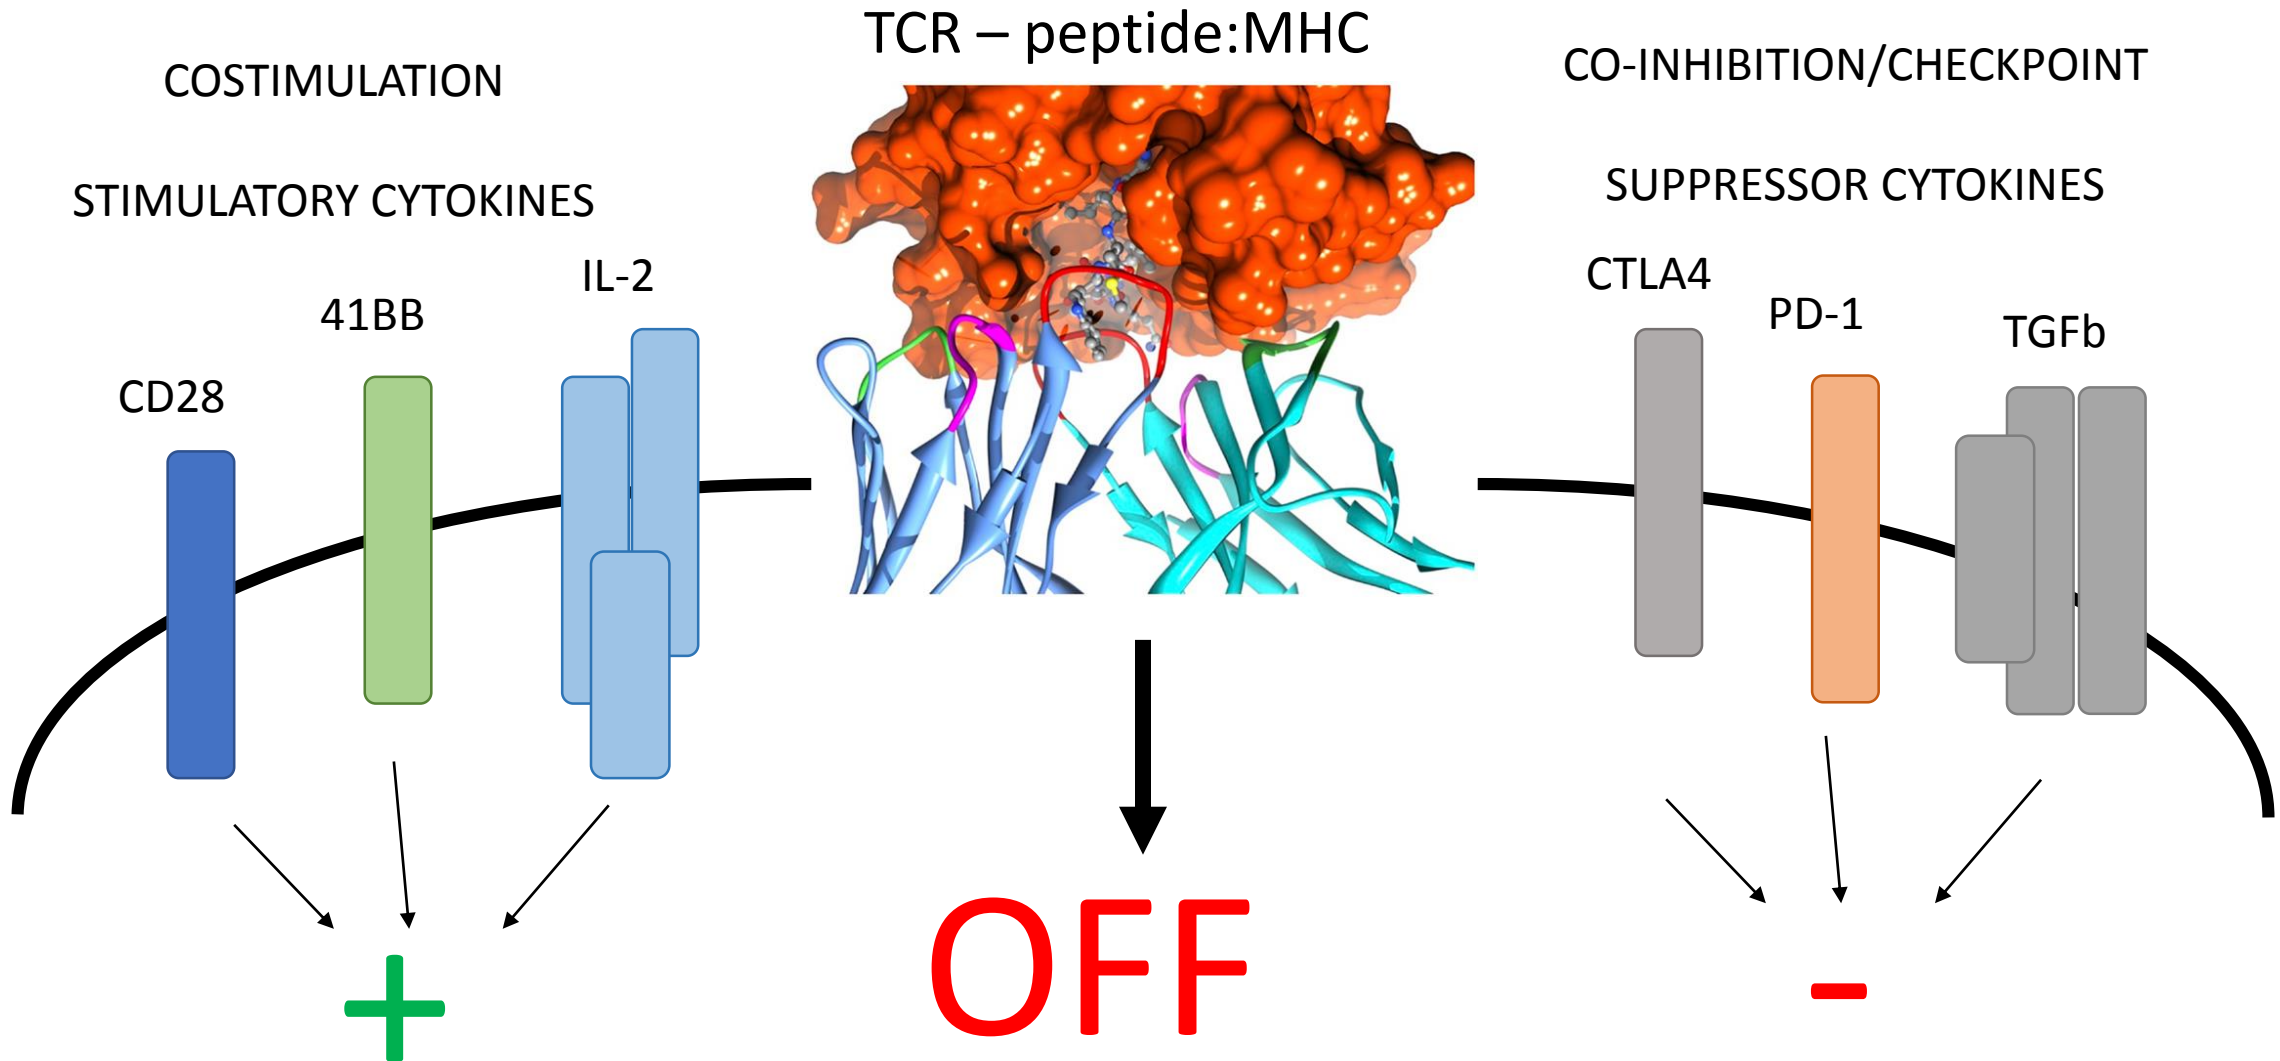 TCR – peptide:MHC
COSTIMULATION
STIMULATORY CYTOKINES
CD28
41BB
IL-2
CO-INHIBITION/CHECKPOINT
SUPPRESSOR CYTOKINES
CTLA4
PD-1
TGFb
+
OFF
-